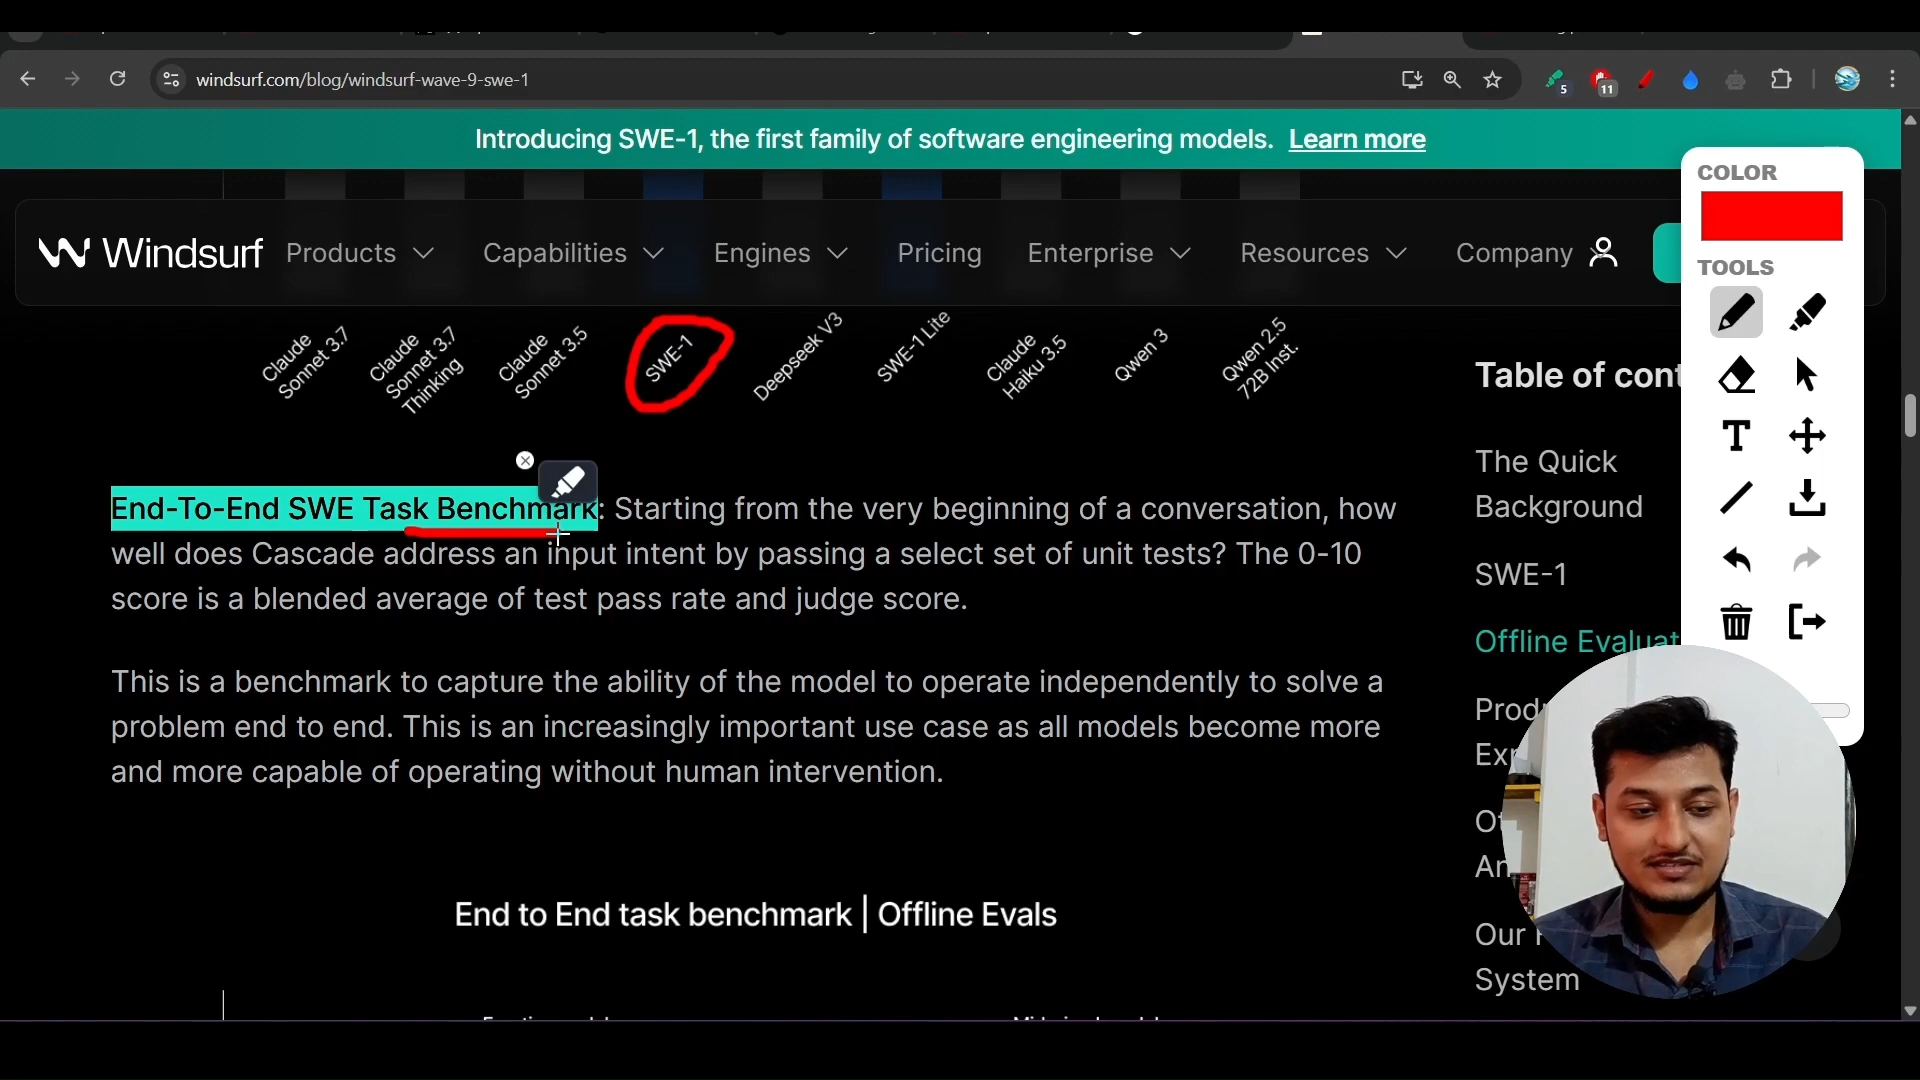 windsurf.com/blog/windsurf-wave-9-swe-1
5
11
Introducing SWE-1, the first family of software engineering models. Learn more
COLOR
Windsurf Products Capabilities Engines Pricing Enterprise Resources Company
TOOLS
Claude Sonnet 3.7
Claude Sonnet 3.7 Thinking
Claude Sonnet 3.5
SWE-1
Deepseek V3
SWE-1 Lite
Claude Haiku 3.5
Qwen 3
Qwen 2.5 72B Inst.
End-To-End SWE Task Benchmark: Starting from the very beginning of a conversation, how
well does Cascade address an input intent by passing a select set of unit tests? The 0-10
score is a blended average of test pass rate and judge score.
This is a benchmark to capture the ability of the model to operate independently to solve a
problem end to end. This is an increasingly important use case as all models become more
and more capable of operating without human intervention.
End to End task benchmark | Offline Evals
Table of
The Quick
Background
SWE-1
Offline
Our
System